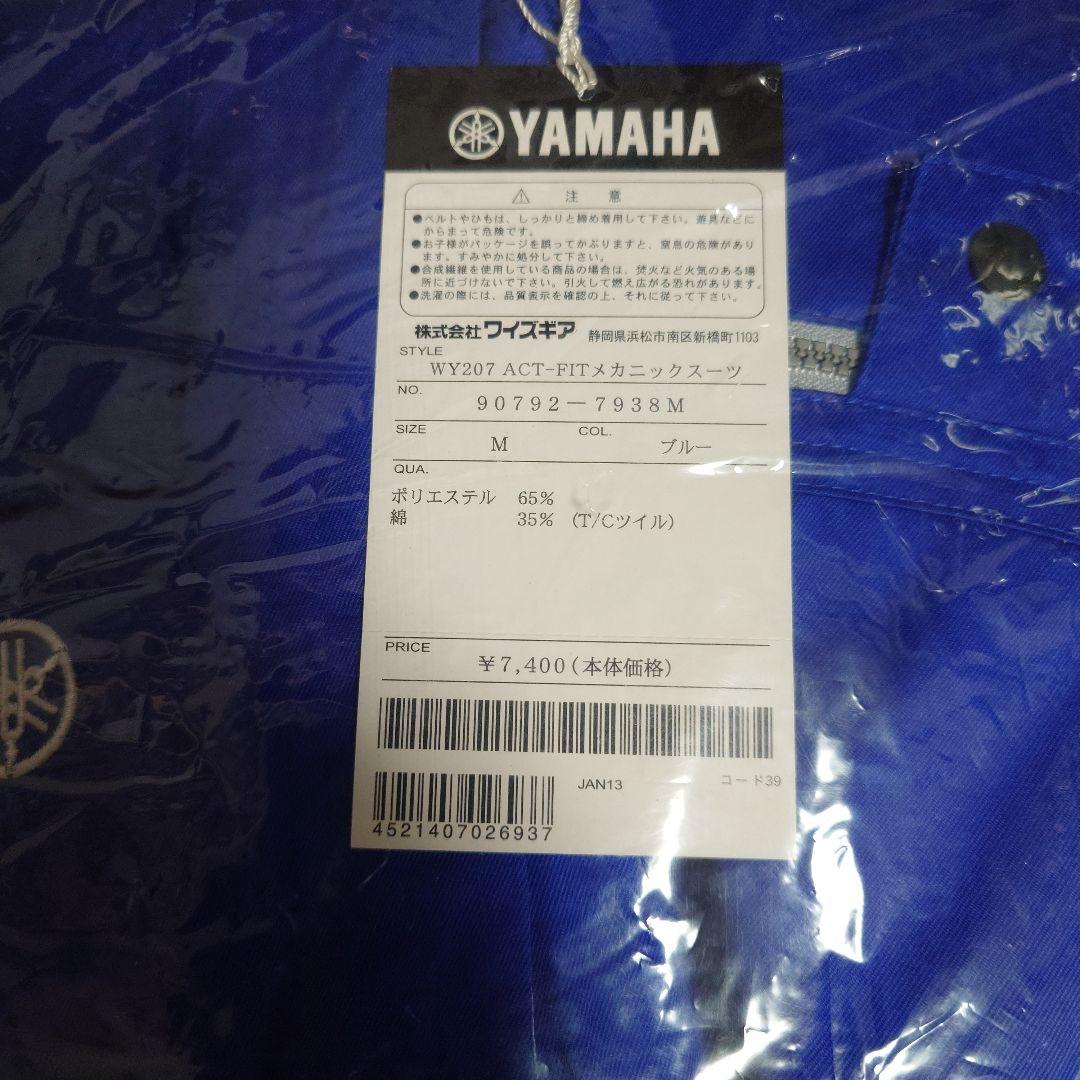 YAMAHA
⚠ 注 意
●ベルトやひもは、しっかりと締め着用して下さい。遊具などに
からまって危険です。
●お子様がパッケージを誤ってかぶりますと、窒息の危険があり
ます。すみやかに処分して下さい。
●合成繊維を使用している商品の場合は、焚火など火気のある場
所に近づけないで下さい。引火して燃え広がる恐れがあります。
●洗濯の際には、品質表示を確認の上、それに従って下さい。
株式会社ワイズギア 静岡県浜松市南区新橋町1103
STYLE
WY207 ACT-FITメカニックスーツ
NO.
90792-7938M
SIZE M COL. ブルー
QUA.
ポリエステル 65%
綿 35% (T/Cツイル)
PRICE
¥7,400(本体価格)
JAN13 コード39
4521407026937